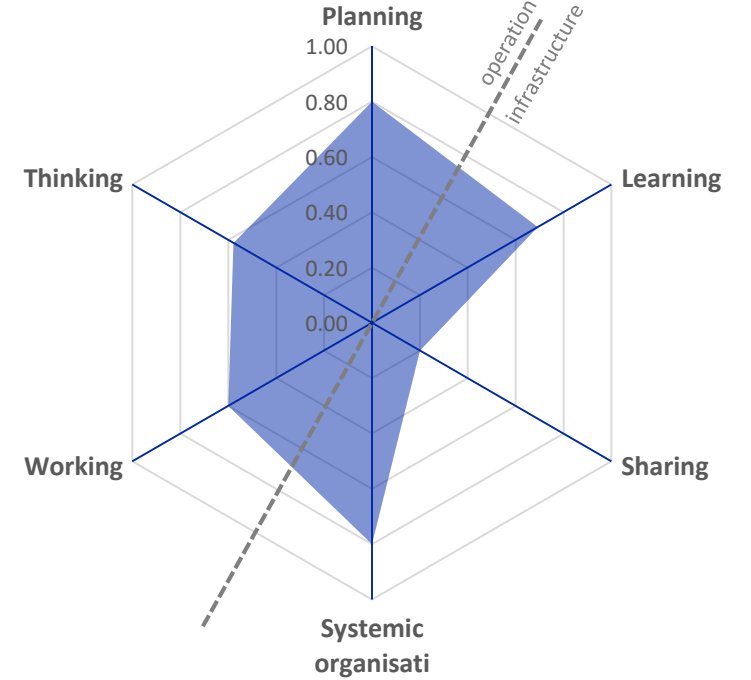 Planning
1.00
operation
infrastructure
0.80
0.60
Thinking
Learning
0.40
0.20
0.00
Working
Sharing
Systemic
organisati